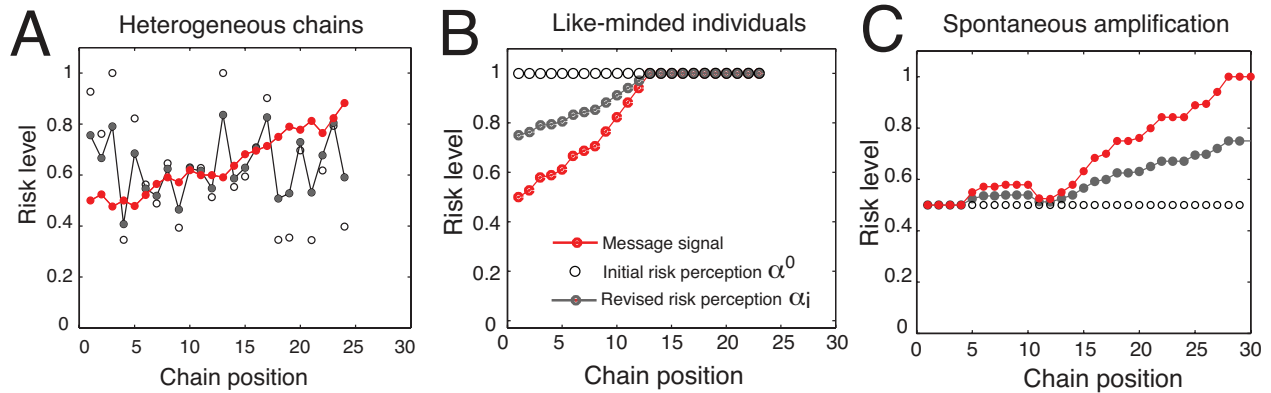 A
Heterogeneous chains
Risk level
1
0.8
0.6
0.4
0.2
0
0 5 10 15 20 25 30
Chain position
B
Like-minded individuals
Risk level
1
0.8
0.6
0.4
0.2
0
Message signal
Initial risk perception α⁰
Revised risk perception αi
0 5 10 15 20 25 30
Chain position
C
Spontaneous amplification
Risk level
1
0.8
0.6
0.4
0.2
0
0 5 10 15 20 25 30
Chain position